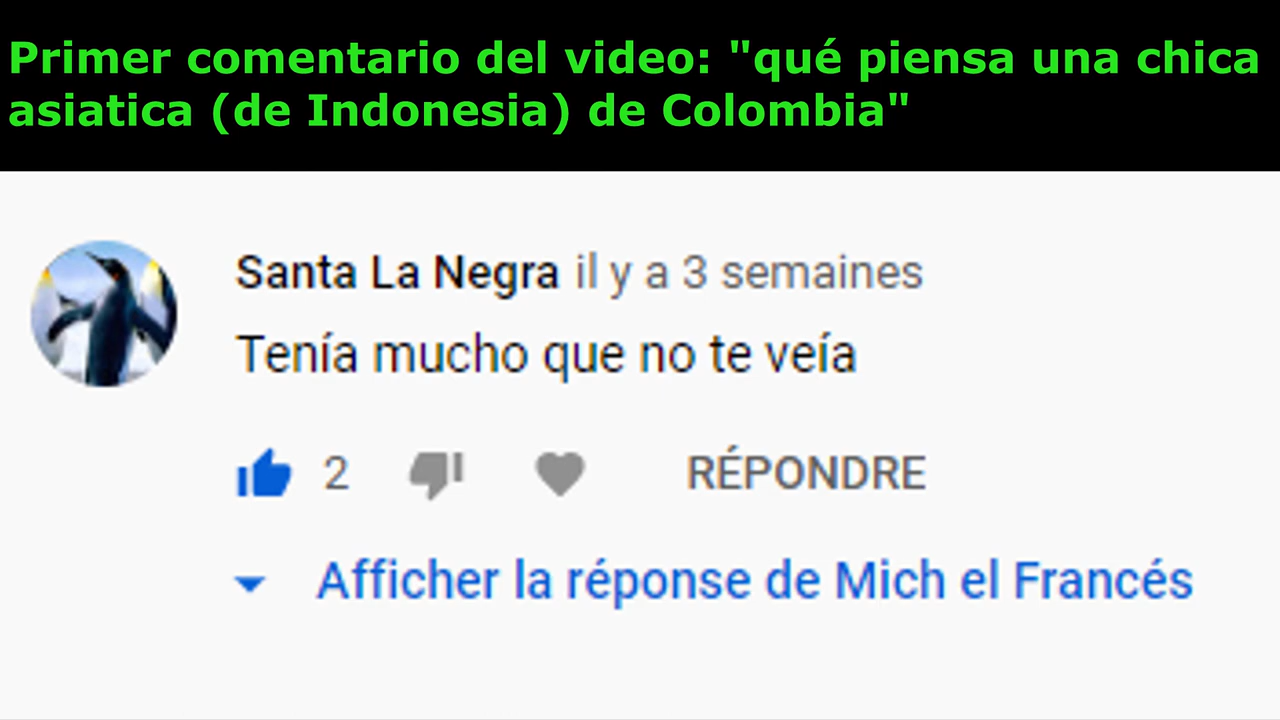 Primer comentario del video: "qué piensa una chica
asiatica (de Indonesia) de Colombia"
Santa La Negra il y a 3 semaines
Tenía mucho que no te veía
2 RÉPONDRE
Afficher la réponse de Mich el Francés